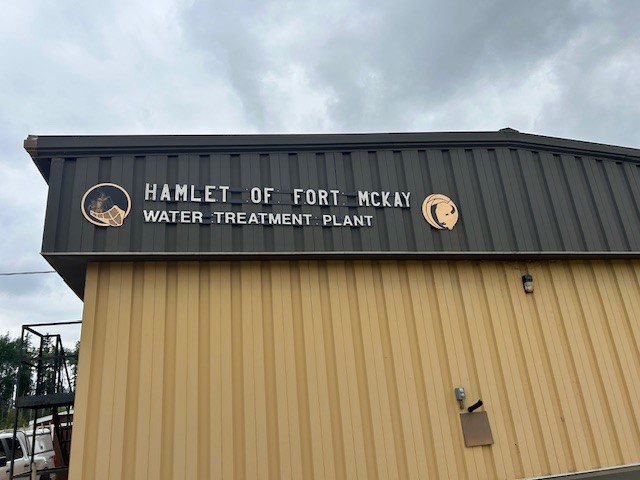 HAMLET OF FORT MCKAY
WATER TREATMENT PLANT